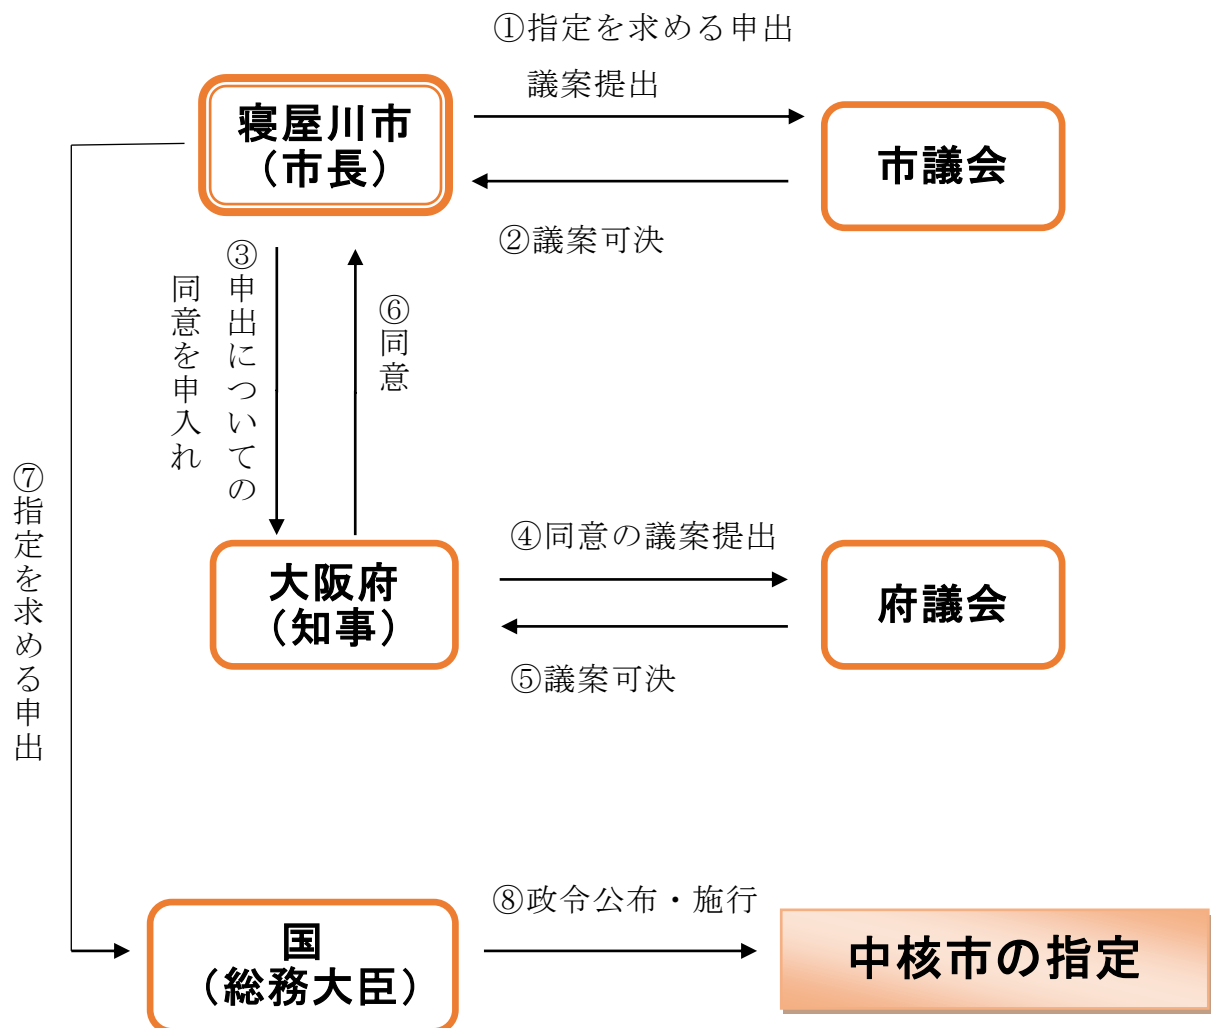 ①指定を求める申出
議案提出
寝屋川市
（市長）
市議会
②議案可決
③申出についての
同意を申入れ
⑥同意
⑦指定を求める申出
④同意の議案提出
大阪府
（知事）
府議会
⑤議案可決
⑧政令公布・施行
国
（総務大臣）
中核市の指定